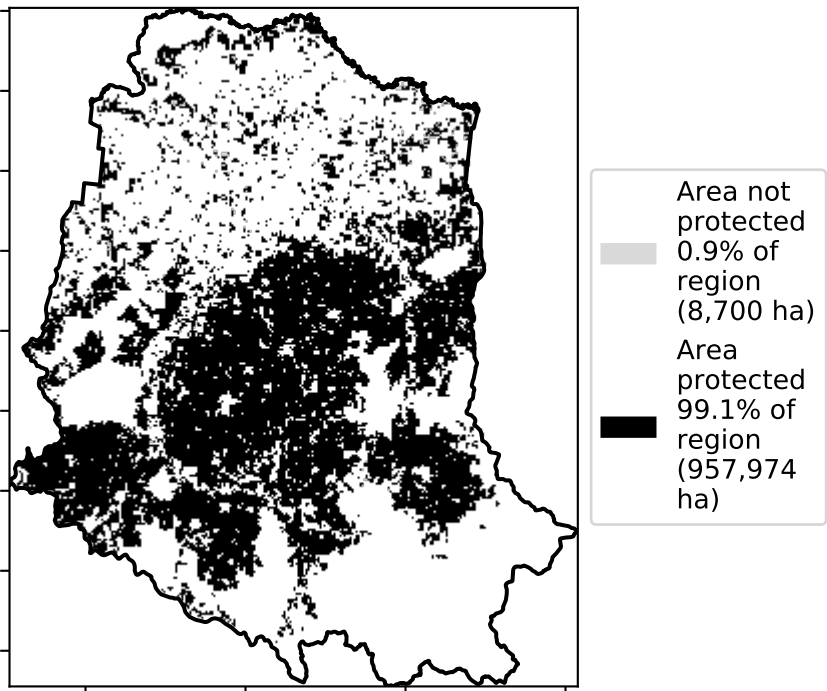 Area not
protected
0.9% of
region
(8,700 ha)
Area
protected
99.1% of
region
(957,974
ha)